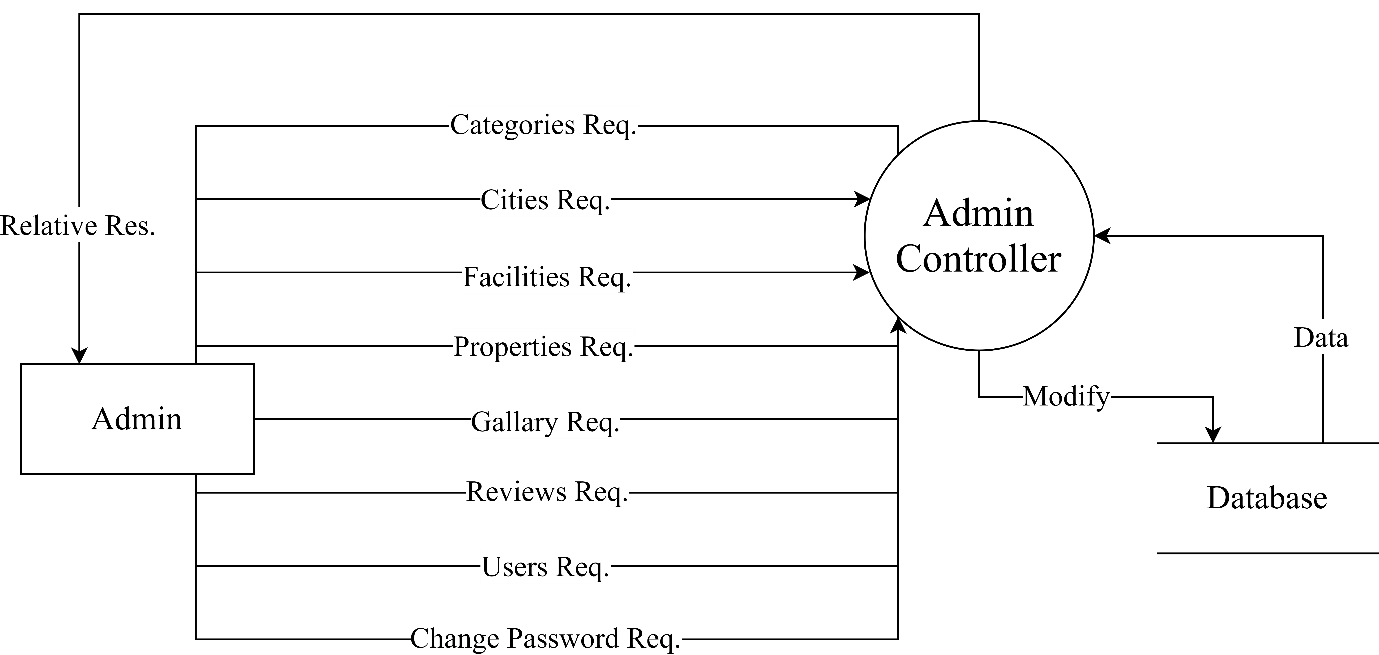 Categories Req.
Cities Req.
Admin
Controller
Relative Res.
Facilities Req.
Data
Properties Req.
Modify
Admin
Gallary Req.
Reviews Req.
Database
Users Req.
Change Password Req.